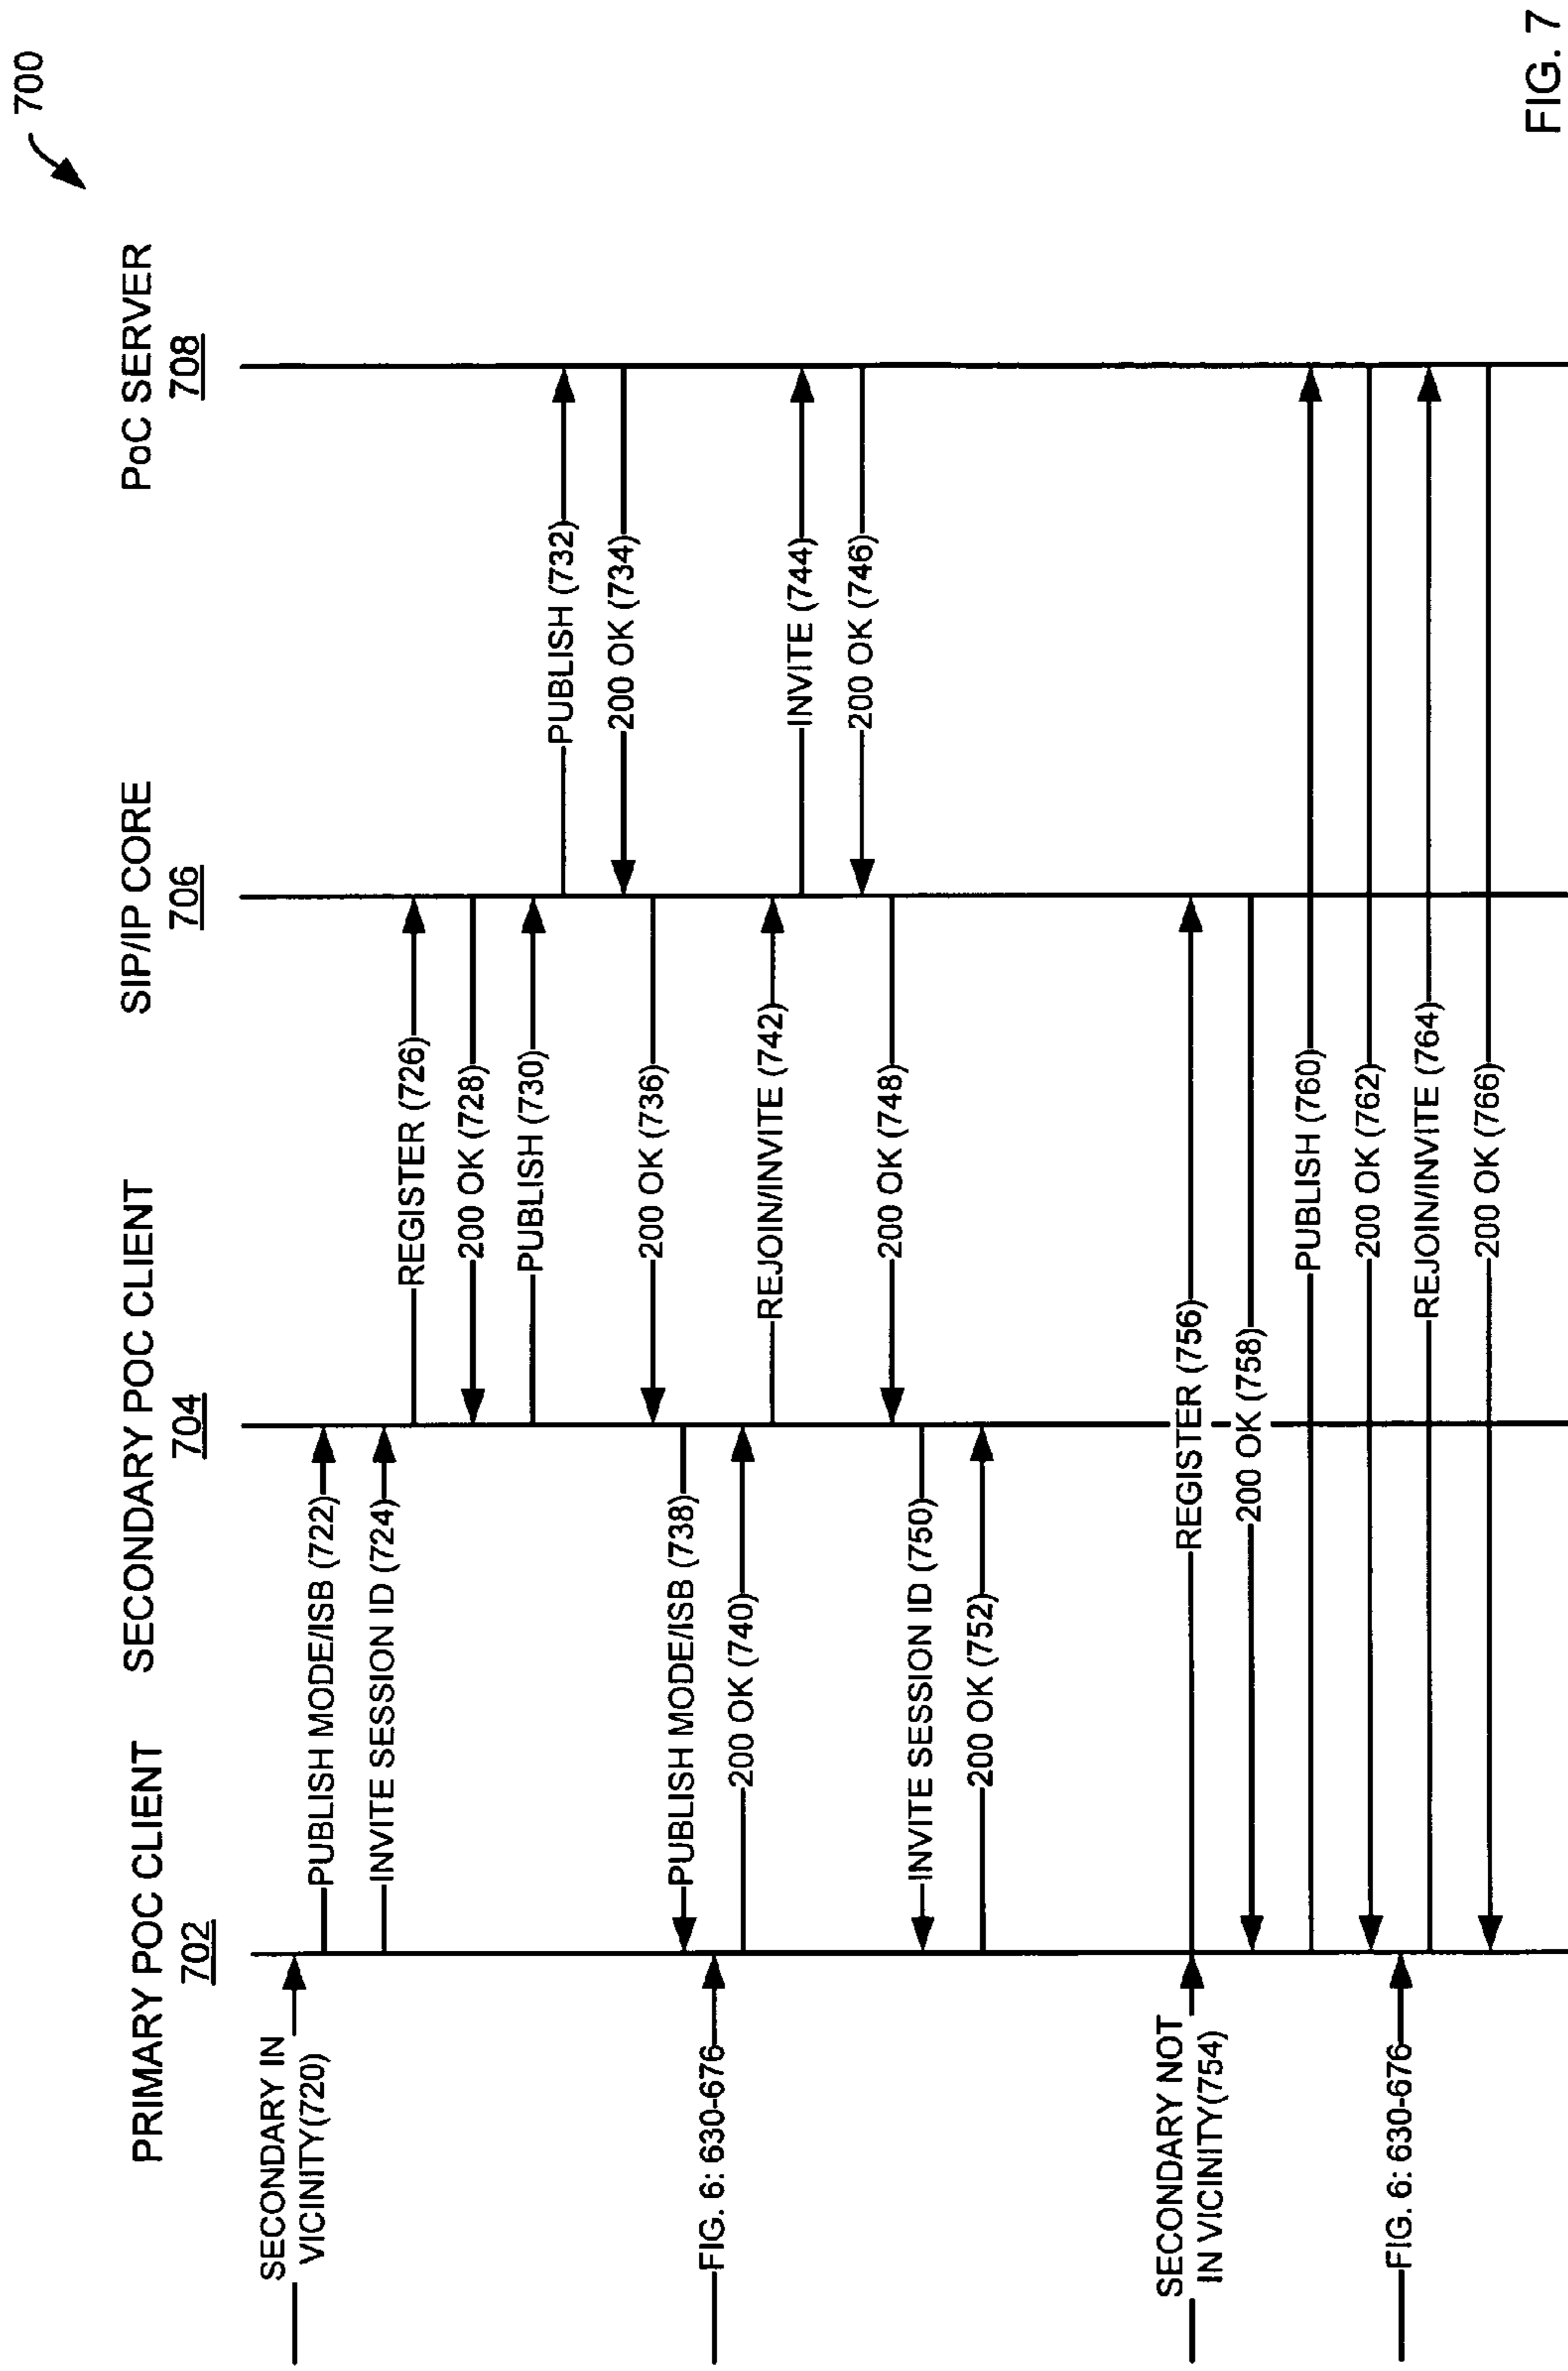 700
PRIMARY POC CLIENT
702
SECONDARY POC CLIENT
704
SIP/IP CORE
706
PoC SERVER
708
SECONDARY IN
VICINITY(720)
PUBLISH MODE/ISB (722)
INVITE SESSION ID (724)
REGISTER (726)
200 OK (728)
PUBLISH (730)
PUBLISH (732)
200 OK (734)
200 OK (736)
PUBLISH MODE/ISB (738)
FIG. 6: 630-676
200 OK (740)
REJOIN/INVITE (742)
INVITE (744)
200 OK (746)
200 OK (748)
INVITE SESSION ID (750)
200 OK (752)
SECONDARY NOT
IN VICINITY(754)
REGISTER (756)
200 OK (758)
PUBLISH (760)
200 OK (762)
FIG. 6: 630-676
REJOIN/INVITE (764)
200 OK (766)
FIG. 7